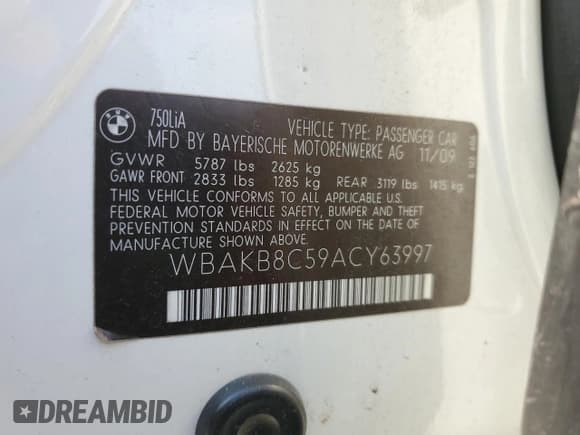 BMW
750LiA
VEHICLE TYPE: PASSENGER CAR
MFD BY BAYERISCHE MOTORENWERKE AG 11/09
GVWR 5787 lbs 2625 kg
GAWR FRONT 2833 lbs 1285 kg REAR 3119 lbs 1415 kg
THIS VEHICLE CONFORMS TO ALL APPLICABLE U.S.
FEDERAL MOTOR VEHICLE SAFETY, BUMPER AND THEFT
PREVENTION STANDARDS IN EFFECT ON THE DATE OF
MANUFACTURE SHOWN ABOVE.
WBAKB8C59ACY63997
DREAMBID